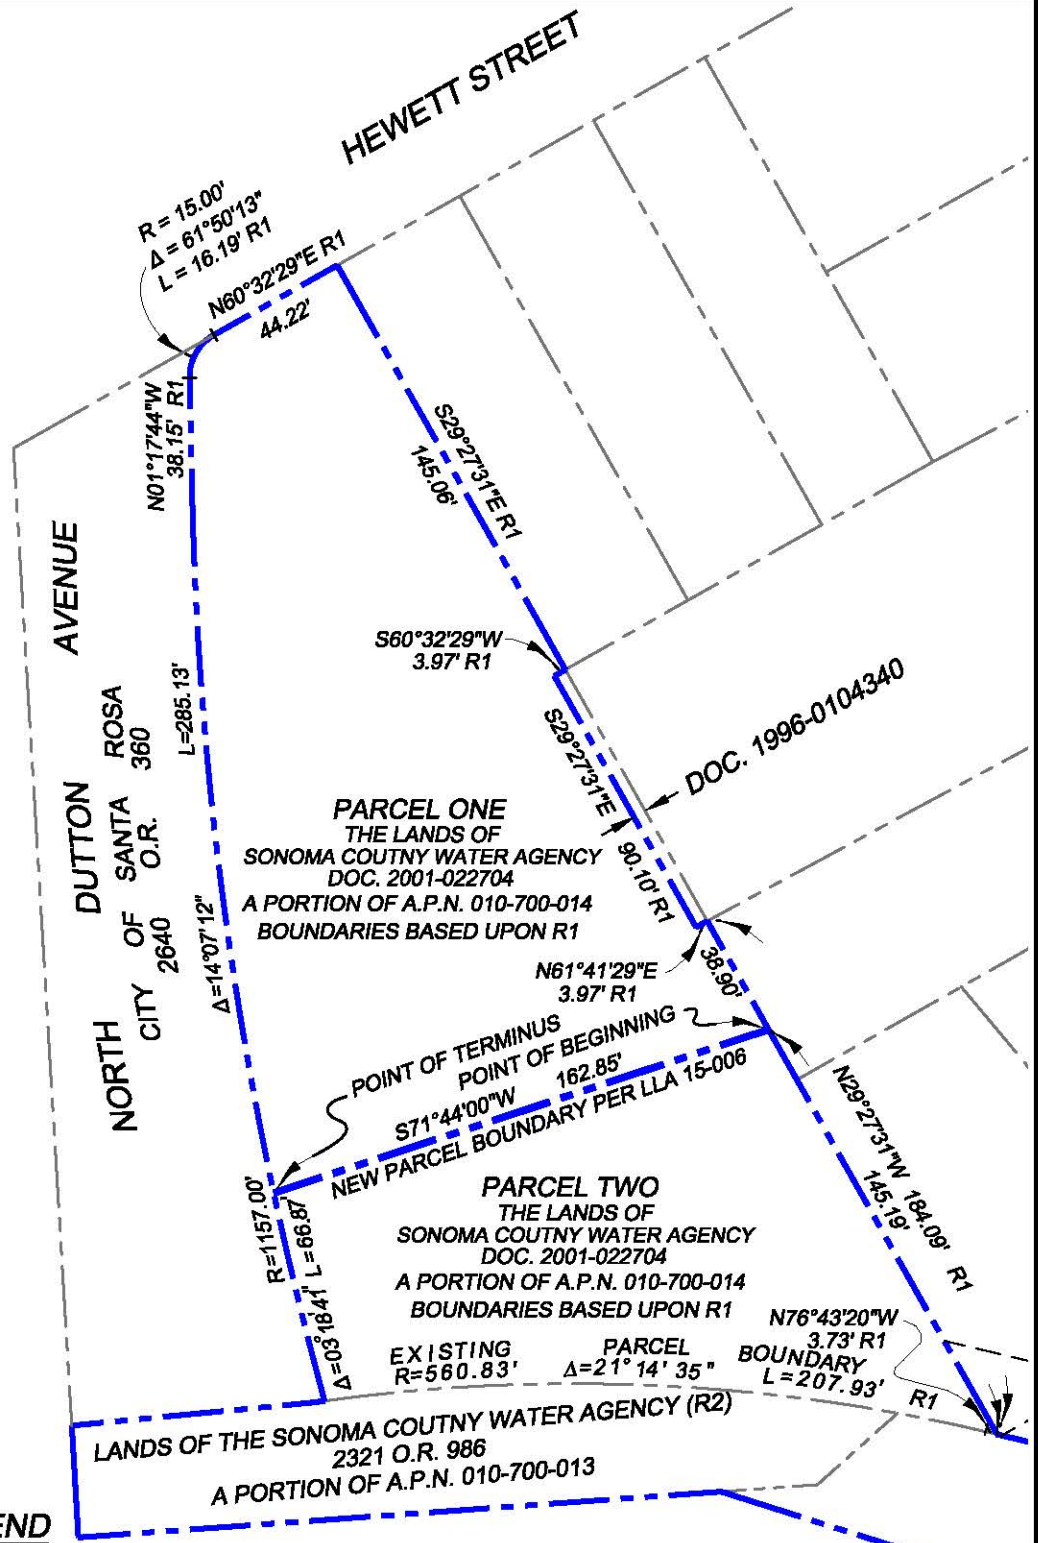 HEWETT STREET
R = 15.00'
Δ = 61°50'13"
L = 16.19' R1
N60°32'29"E R1
44.22'
N01°17'44"W
38.15' R1
S29°27'31"E R1
145.06'
S60°32'29"W
3.97' R1
S29°27'31"E
90.10' R1
DOC. 1996-0104340
L=285.13'
Δ=14°07'12"
NORTH DUTTON AVENUE
CITY OF SANTA ROSA
2640 O.R. 360
PARCEL ONE
THE LANDS OF
SONOMA COUTNY WATER AGENCY
DOC. 2001-022704
A PORTION OF A.P.N. 010-700-014
BOUNDARIES BASED UPON R1
N61°41'29"E
3.97' R1
38.90'
POINT OF TERMINUS
POINT OF BEGINNING
S71°44'00"W 162.85'
NEW PARCEL BOUNDARY PER LLA 15-006
N29°27'31"W 184.09' R1
145.19'
R=1157.00'
Δ=03°18'41" L=66.87'
PARCEL TWO
THE LANDS OF
SONOMA COUTNY WATER AGENCY
DOC. 2001-022704
A PORTION OF A.P.N. 010-700-014
BOUNDARIES BASED UPON R1
N76°43'20"W
3.73' R1
EXISTING PARCEL BOUNDARY
R=560.83' Δ=21°14'35" L=207.93' R1
LANDS OF THE SONOMA COUTNY WATER AGENCY (R2)
2321 O.R. 986
A PORTION OF A.P.N. 010-700-013
END